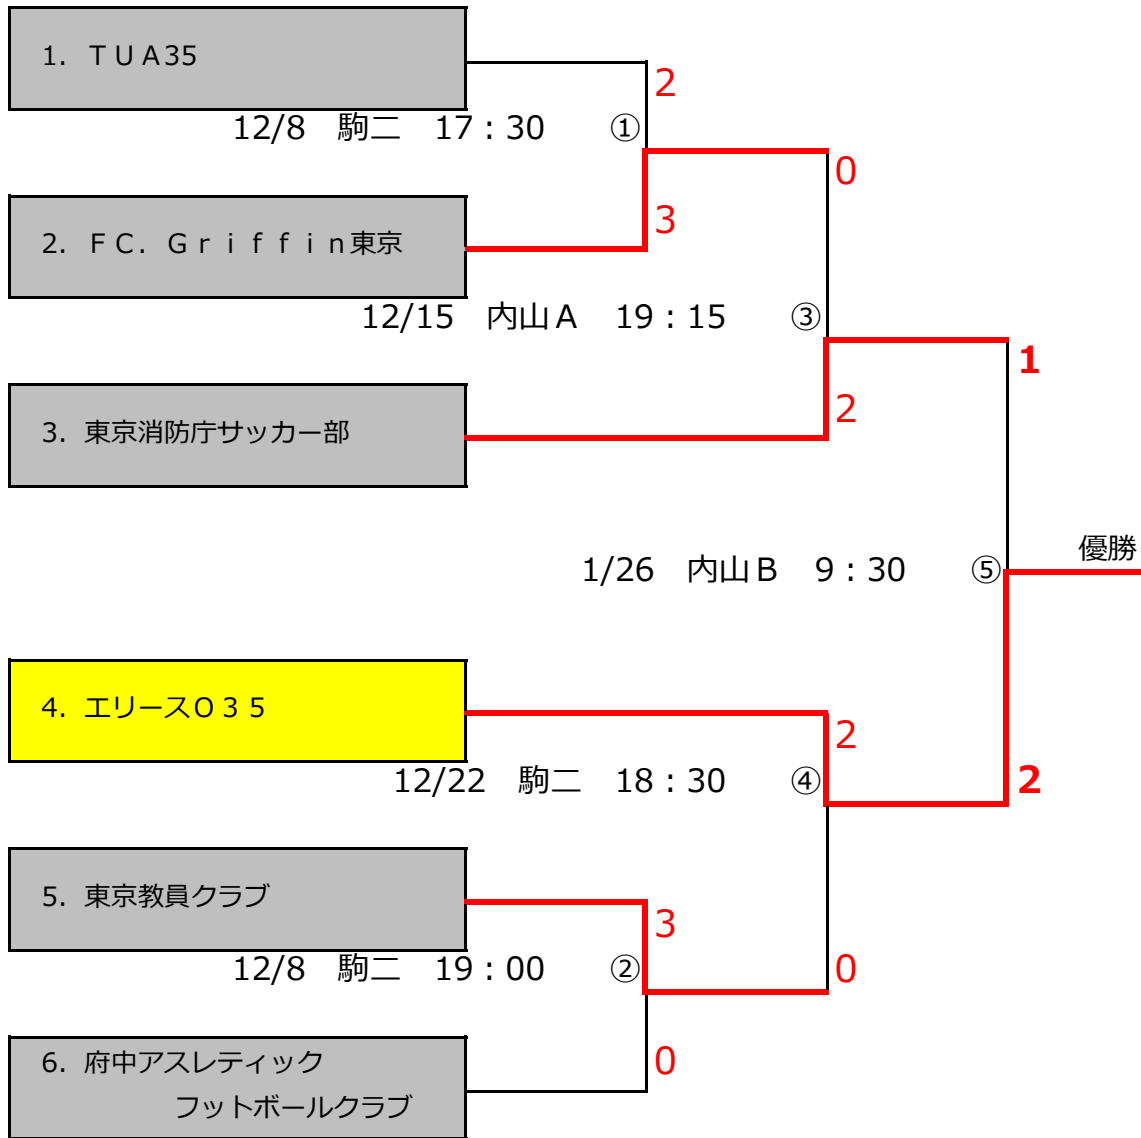 1. ＴＵＡ35
2
12/8　駒二　17：30　①
0
3
2. ＦＣ．Ｇｒｉｆｆｉｎ東京
12/15　内山Ａ　19：15　③
1
2
3. 東京消防庁サッカー部
優勝
1/26　内山Ｂ　9：30　⑤
4. エリースＯ３５
2
12/22　駒二　18：30　④
2
5. 東京教員クラブ
3
12/8　駒二　19：00　②
0
0
6. 府中アスレティック
フットボールクラブ